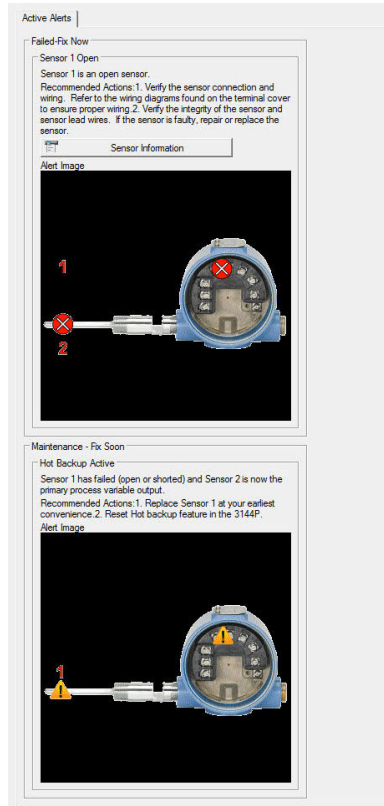 Active Alerts
Failed-Fix Now
Sensor 1 Open
Sensor 1 is an open sensor.
Recommended Actions:1. Verify the sensor connection and
wiring. Refer to the wiring diagrams found on the terminal cover
to ensure proper wiring.2. Verify the integrity of the sensor and
sensor lead wires. If the sensor is faulty, repair or replace the
sensor.
Sensor Information
Alert Image
1
2
Maintenance - Fix Soon
Hot Backup Active
Sensor 1 has failed (open or shorted) and Sensor 2 is now the
primary process variable output.
Recommended Actions:1. Replace Sensor 1 at your earliest
convenience.2. Reset Hot backup feature in the 3144P.
Alert Image
1